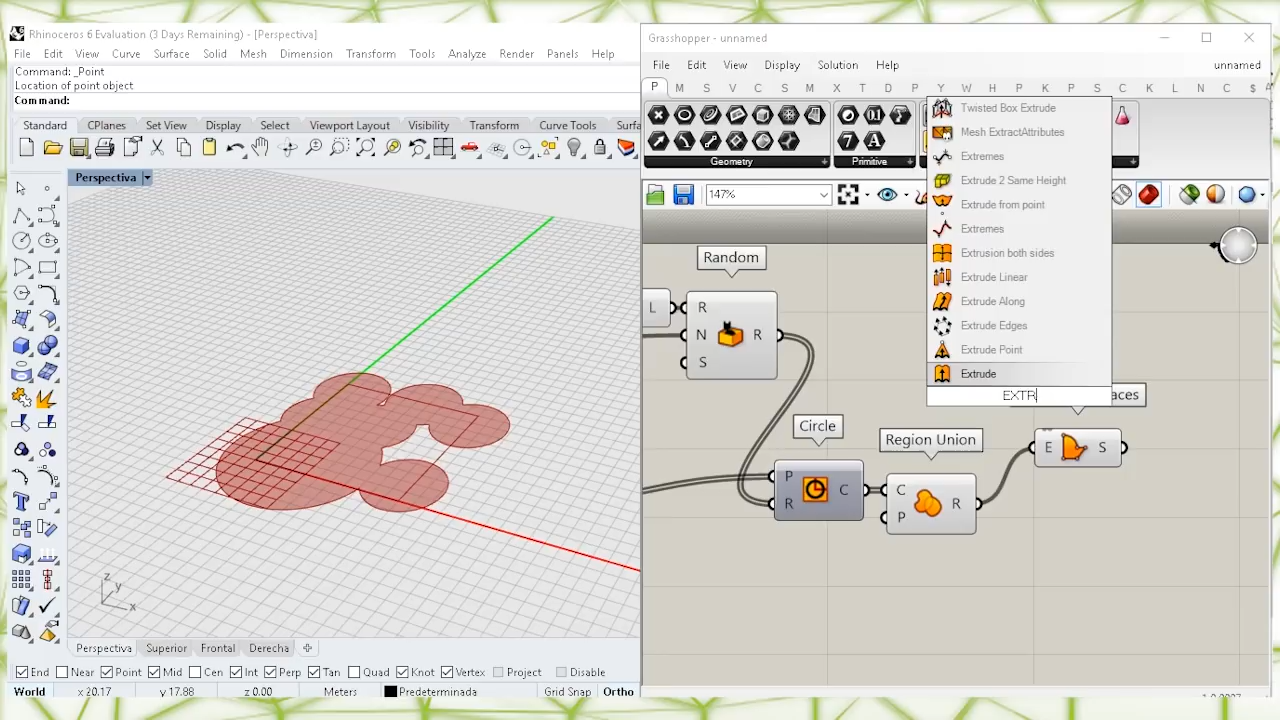 Rhinoceros 6 Evaluation (3 Days Remaining) - [Perspectiva]
File Edit View Curve Surface Solid Mesh Dimension Transform Tools Analyze Render Panels Help
Command: _Point
Location of point object
Command:
Standard CPlanes Set View Display Select Viewport Layout Visibility Transform Curve Tools Surfa
Perspectiva
z
y
x
Perspectiva Superior Frontal Derecha
End Near Point Mid Cen Int Perp Tan Quad Knot Vertex Project Disable
World x 20.17 y 17.88 z 0.00 Meters Predeterminada Grid Snap Ortho
Grasshopper - unnamed
File Edit View Display Solution Help unnamed
P M S V C S M X T D P Y W H P K P S C K L N C $
Geometry Primitive
147%
Twisted Box Extrude
Mesh ExtractAttributes
Extremes
Extrude 2 Same Height
Extrude from point
Extremes
Extrusion both sides
Extrude Linear
Extrude Along
Extrude Edges
Extrude Point
Extrude
EXTR
aces
Random
L R
N R
S
Circle
P C
R
Region Union
C R
P
E S